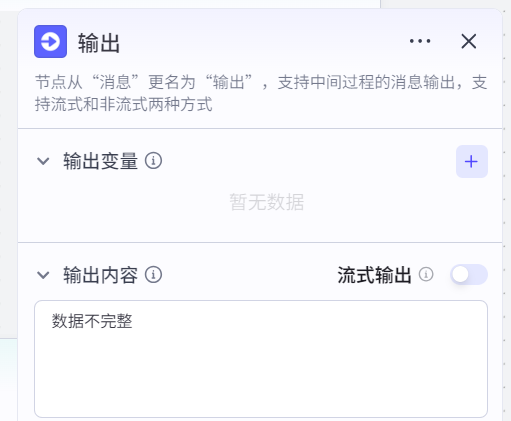 输出
节点从“消息”更名为“输出”，支持中间过程的消息输出，支
持流式和非流式两种方式
输出变量
暂无数据
输出内容 流式输出
数据不完整